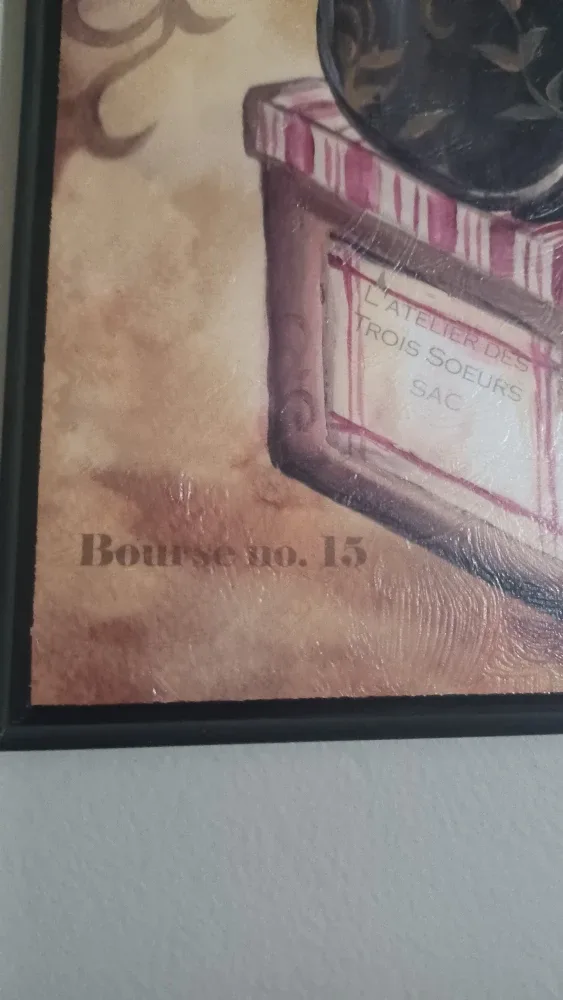 L'ATELIER DES
TROIS SOEURS
SAC
Bourse no. 15